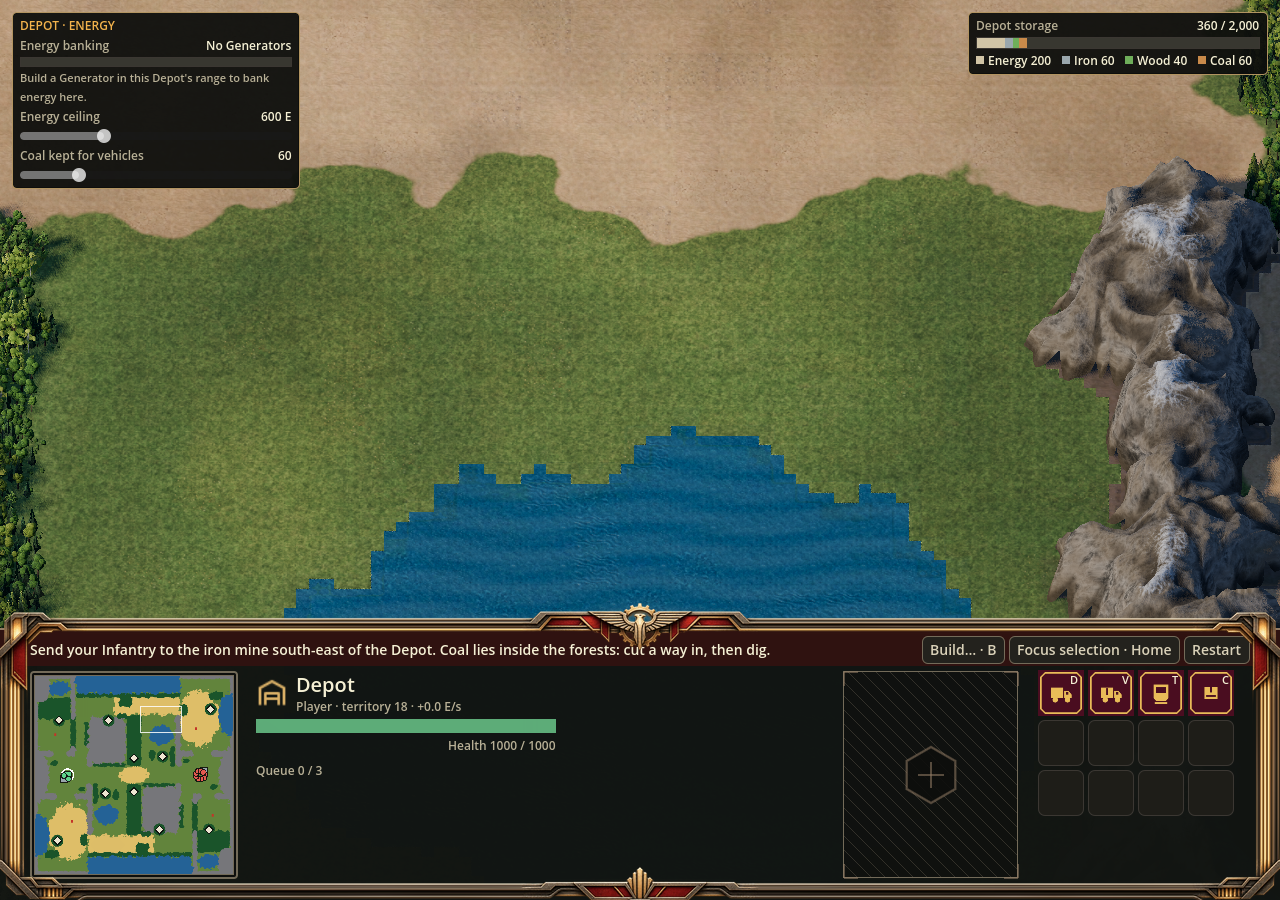 DEPOT · ENERGY
Energy banking No Generators
Build a Generator in this Depot's range to bank
energy here.
Energy ceiling 600 E
Coal kept for vehicles 60
Depot storage 360 / 2,000
Energy 200 Iron 60 Wood 40 Coal 60
Send your Infantry to the iron mine south-east of the Depot. Coal lies inside the forests: cut a way in, then dig.
Build... · B Focus selection · Home Restart
Depot
Player · territory 18 · +0.0 E/s
Health 1000 / 1000
Queue 0 / 3
D V T C